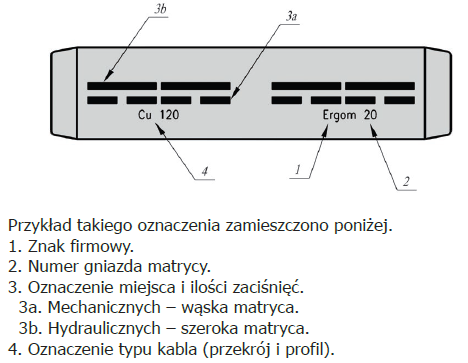 3b
3a
Cu 120
Ergom 20
4
1
2
Przykład takiego oznaczenia zamieszczono poniżej.
1. Znak firmowy.
2. Numer gniazda matrycy.
3. Oznaczenie miejsca i ilości zaciśnięć.
3a. Mechanicznych – wąska matryca.
3b. Hydraulicznych – szeroka matryca.
4. Oznaczenie typu kabla (przekrój i profil).